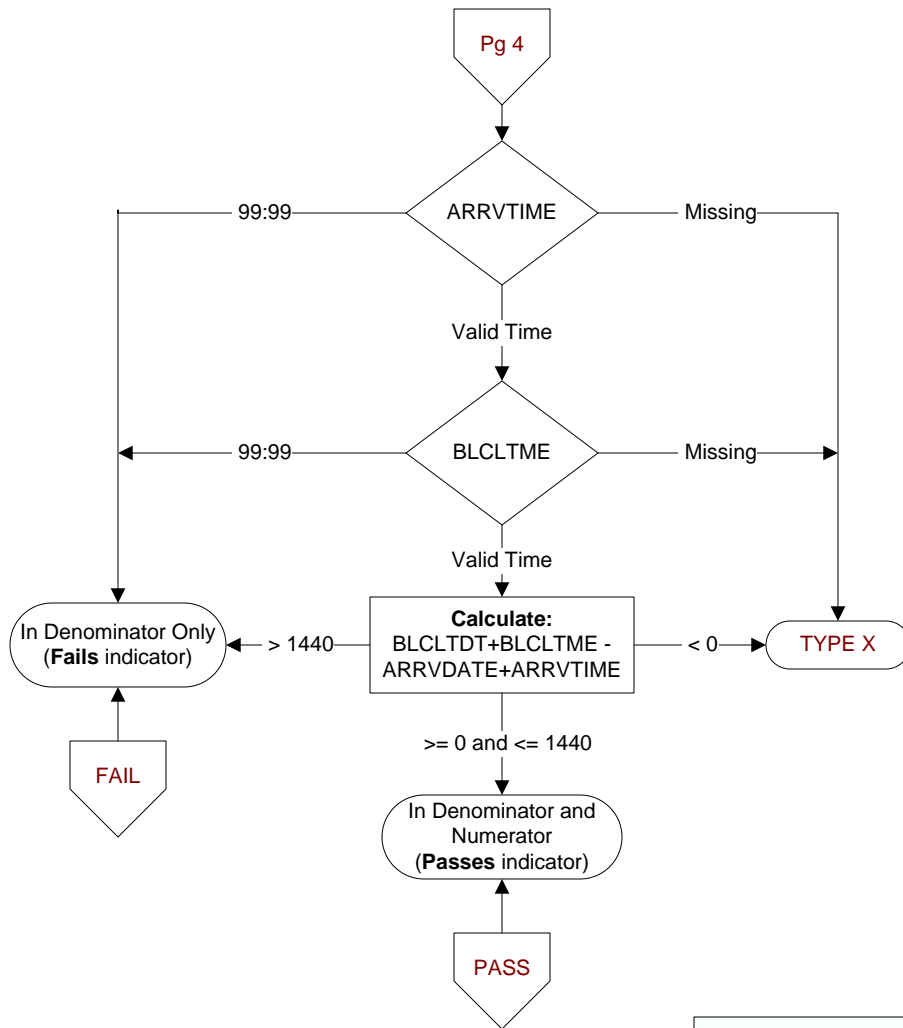 Pg 4
99:99
ARRVTIME
Missing
Valid Time
99:99
BLCLTME
Missing
Valid Time
In Denominator Only
(Fails indicator)
> 1440
Calculate:
BLCLTDT+BLCLTME -
ARRVDATE+ARRVTIME
< 0
TYPE X
>= 0 and <= 1440
FAIL
In Denominator and
Numerator
(Passes indicator)
PASS